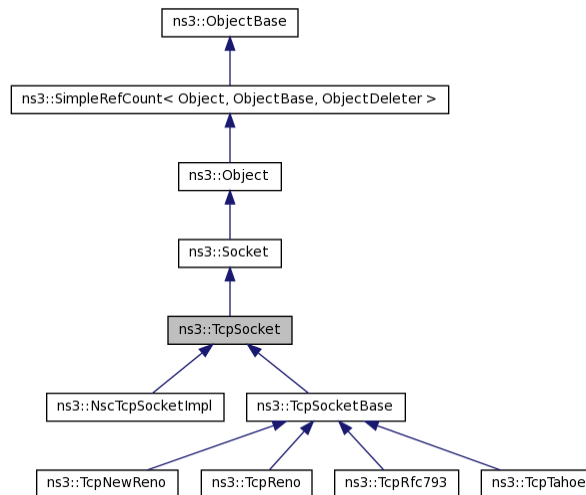 ns3::ObjectBase
ns3::SimpleRefCount< Object, ObjectBase, ObjectDeleter >
ns3::Object
ns3::Socket
ns3::TcpSocket
ns3::NscTcpSocketImpl
ns3::TcpSocketBase
ns3::TcpNewReno
ns3::TcpReno
ns3::TcpRfc793
ns3::TcpTahoe